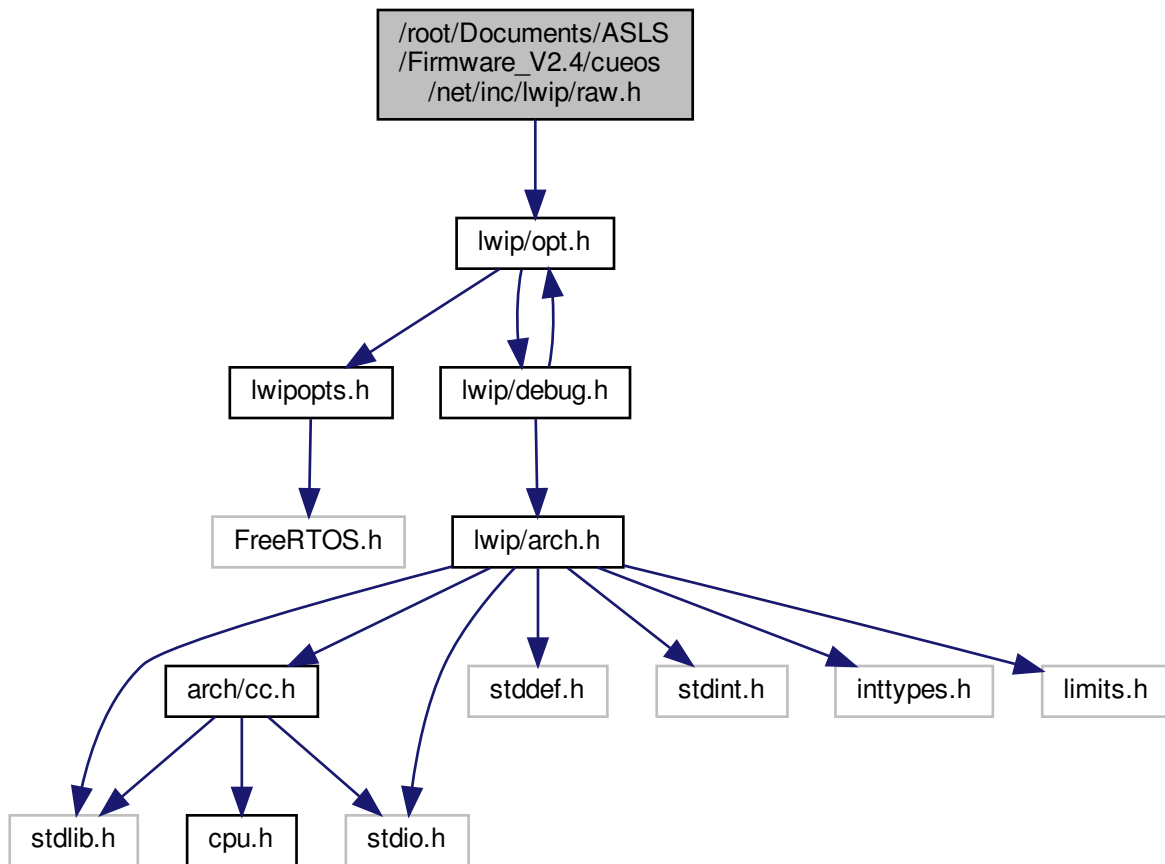 /root/Documents/ASLS
/Firmware_V2.4/cueos
/net/inc/lwip/raw.h
lwip/opt.h
lwipopts.h
lwip/debug.h
FreeRTOS.h
lwip/arch.h
arch/cc.h
stddef.h
stdint.h
inttypes.h
limits.h
stdlib.h
cpu.h
stdio.h